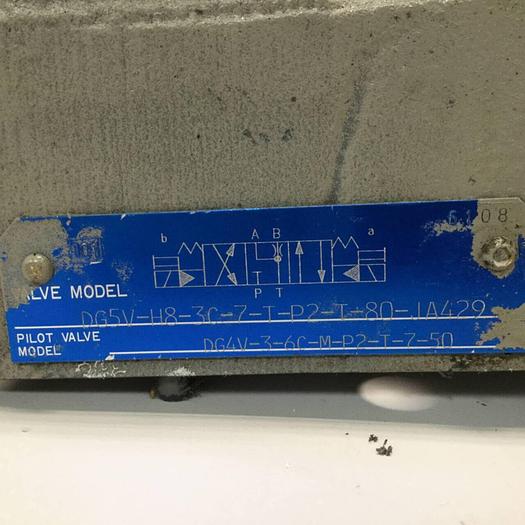 6108
b A B a
T
P T
VALVE MODEL
DG5V-H8-3C-7-T-P2-T-80-JA429
PILOT VALVE
MODEL DG4V-3-6C-M-P2-T-7-50